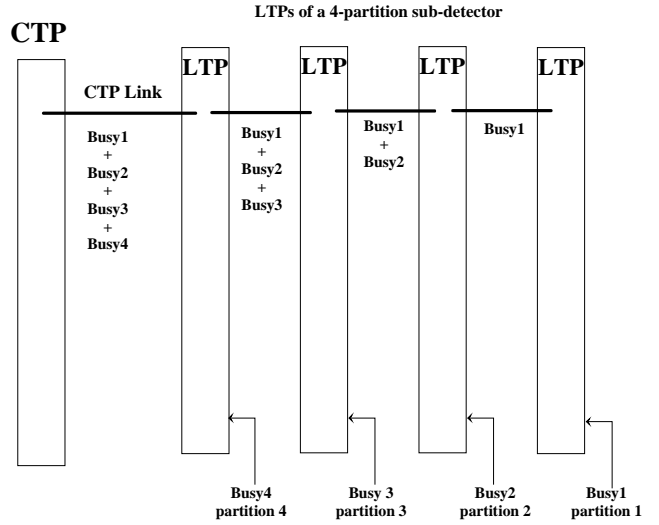 LTPs of a 4-partition sub-detector
CTP
LTP
LTP
LTP
LTP
CTP Link
Busy1
+
Busy2
+
Busy3
+
Busy4
Busy1
+
Busy2
+
Busy3
Busy1
+
Busy2
Busy1
Busy4
partition 4
Busy 3
partition 3
Busy2
partition 2
Busy1
partition 1